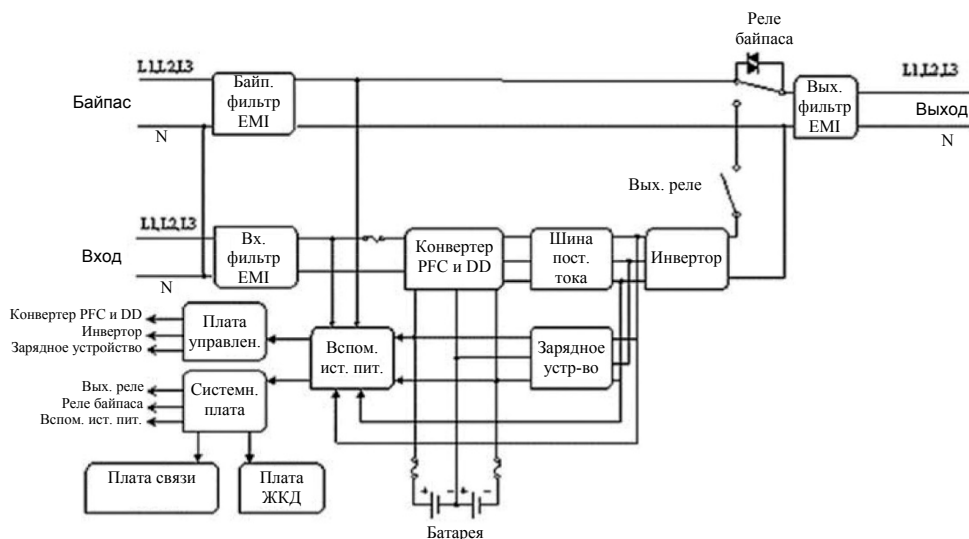 Реле
байпаса
L1,L2,L3
L1,L2,L3
Байпас
Байп.
фильтр
EMI
Вых.
фильтр
EMI
Выход
N
N
Вых. реле
L1,L2,L3
Вход
Вх.
фильтр
EMI
Конвертер
PFC и DD
Шина
пост.
тока
Инвертор
N
Конвертер PFC и DD
Инвертор
Зарядное устройство
Плата
управлен.
Вспом.
ист. пит.
Зарядное
устр-во
Вых. реле
Реле байпаса
Вспом. ист. пит.
Системн.
плата
Плата связи
Плата
ЖКД
+ - + -
Батарея